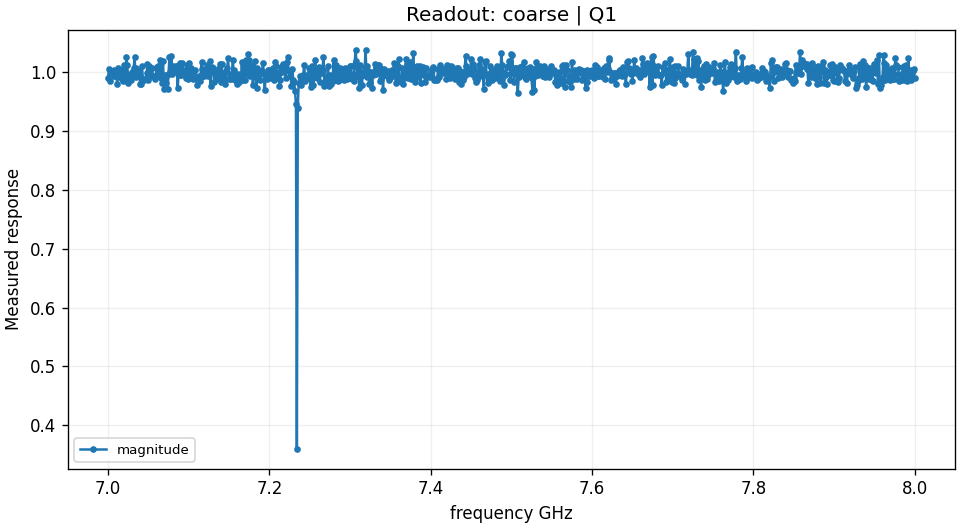 Readout: coarse | Q1
Measured response
1.0
0.9
0.8
0.7
0.6
0.5
0.4
magnitude
7.0 7.2 7.4 7.6 7.8 8.0
frequency GHz